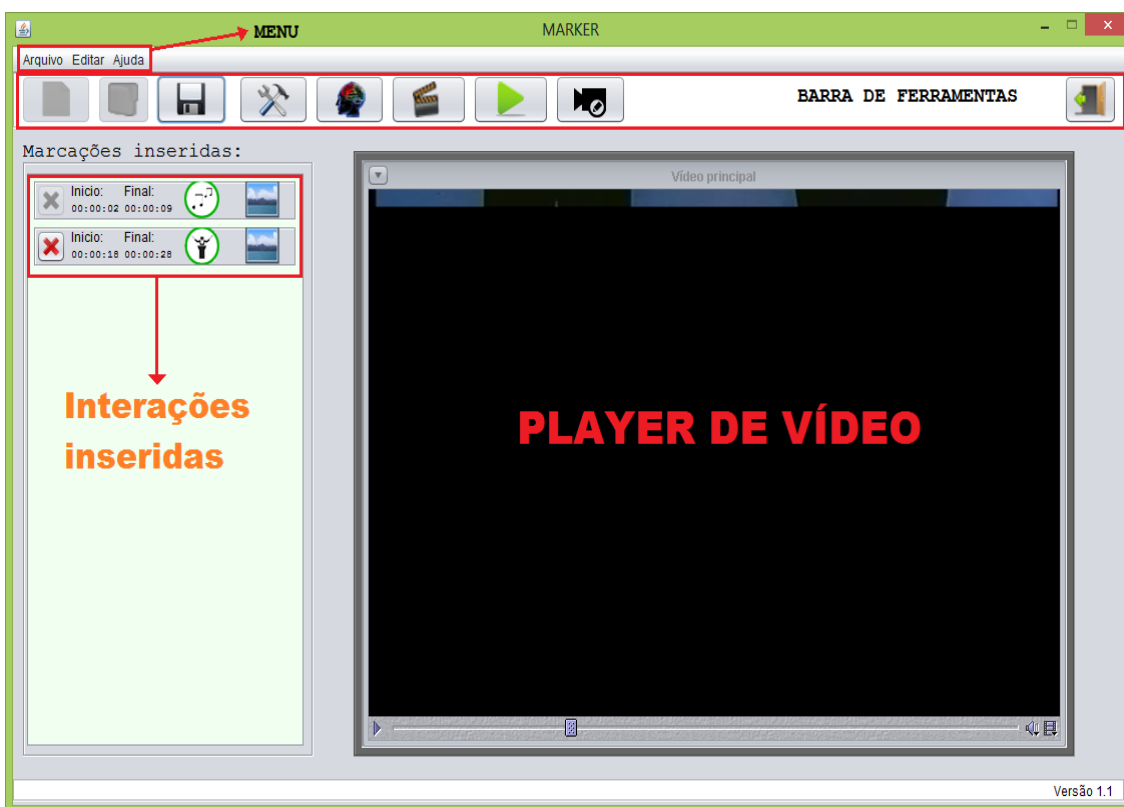 MARKER
MENU
Arquivo Editar Ajuda
BARRA DE FERRAMENTAS
Marcações inseridas:
Inicio: Final:
00:00:02 00:00:09
Inicio: Final:
00:00:18 00:00:28
Interações
inseridas
Vídeo principal
PLAYER DE VÍDEO
Versão 1.1